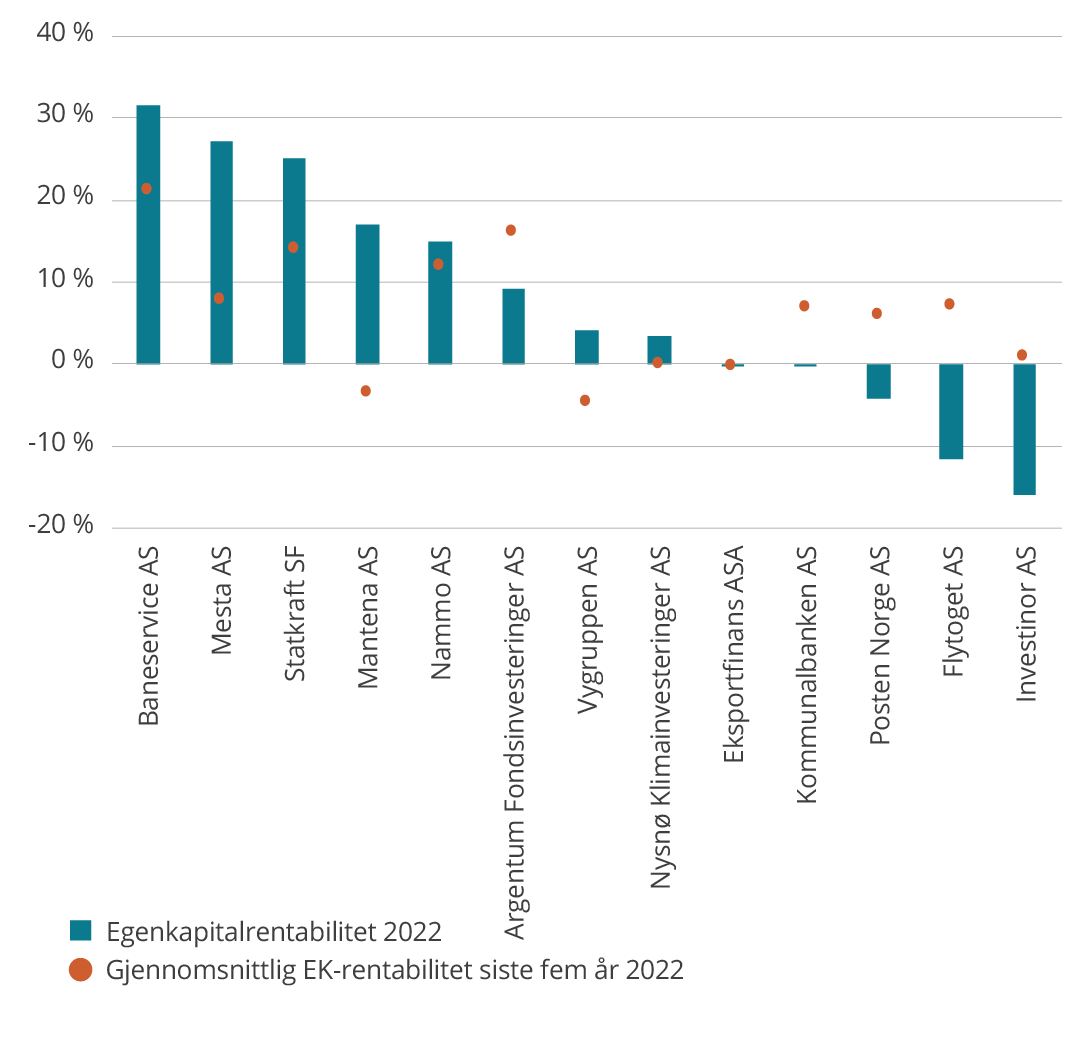 40 %
30 %
20 %
10 %
0 %
-10 %
-20 %
Baneservice AS
Mesta AS
Statkraft SF
Mantena AS
Nammo AS
Argentum Fondsinvesteringer AS
Vygruppen AS
Nysnø Klimainvesteringer AS
Eksportfinans ASA
Kommunalbanken AS
Posten Norge AS
Flytoget AS
Investinor AS
Egenkapitalrentabilitet 2022
Gjennomsnittlig EK-rentabilitet siste fem år 2022